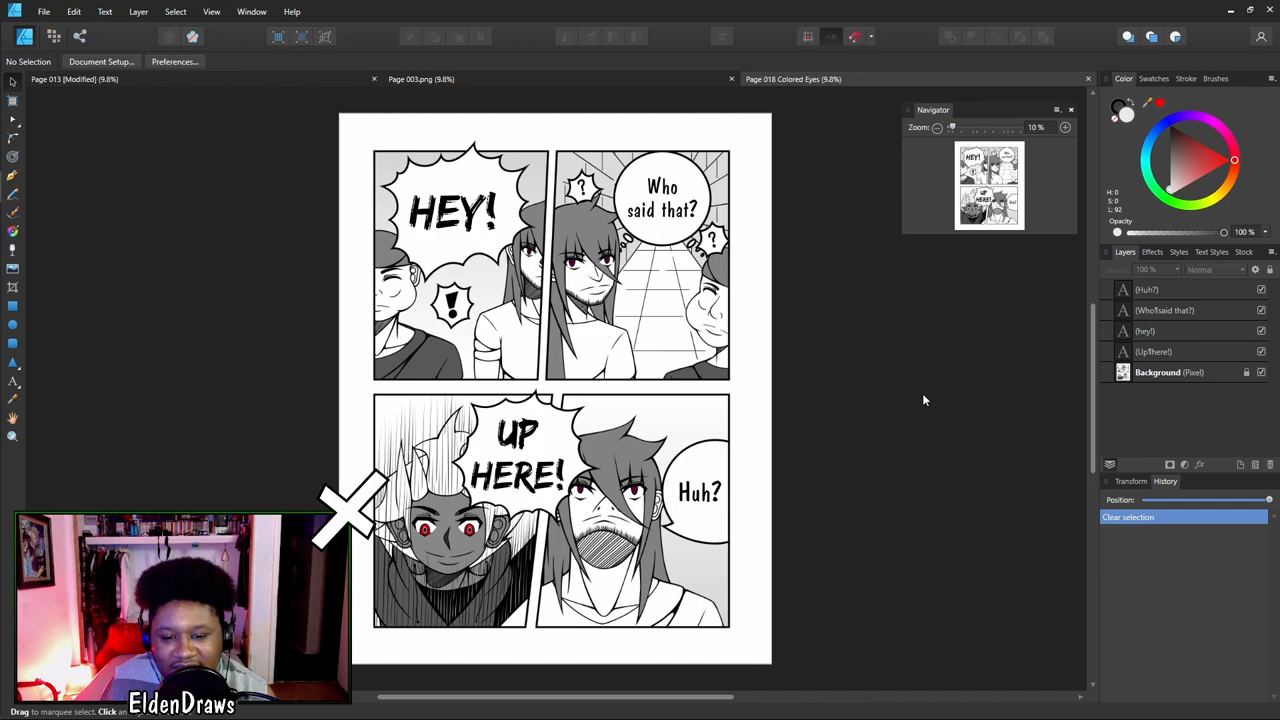 File Edit Text Layer Select View Window Help
No Selection Document Setup... Preferences...
Page 013 [Modified] (9.8%)
Page 003.png (9.8%)
Page 018 Colored Eyes (9.8%)
HEY!
!
?
Who
said that?
?
UP
HERE!
Huh?
EldenDraws
Navigator
Zoom: 10 %
Color Swatches Stroke Brushes
H: 0
S: 0
L: 92
Opacity
100 %
Layers Effects Styles Text Styles Stock
Opacity: 100 % Normal
A (Huh?)
A (Who¶said that?)
A (hey!)
A (Up¶here!)
Background (Pixel)
Transform History
Position:
Clear selection
Drag to marquee select. Click an